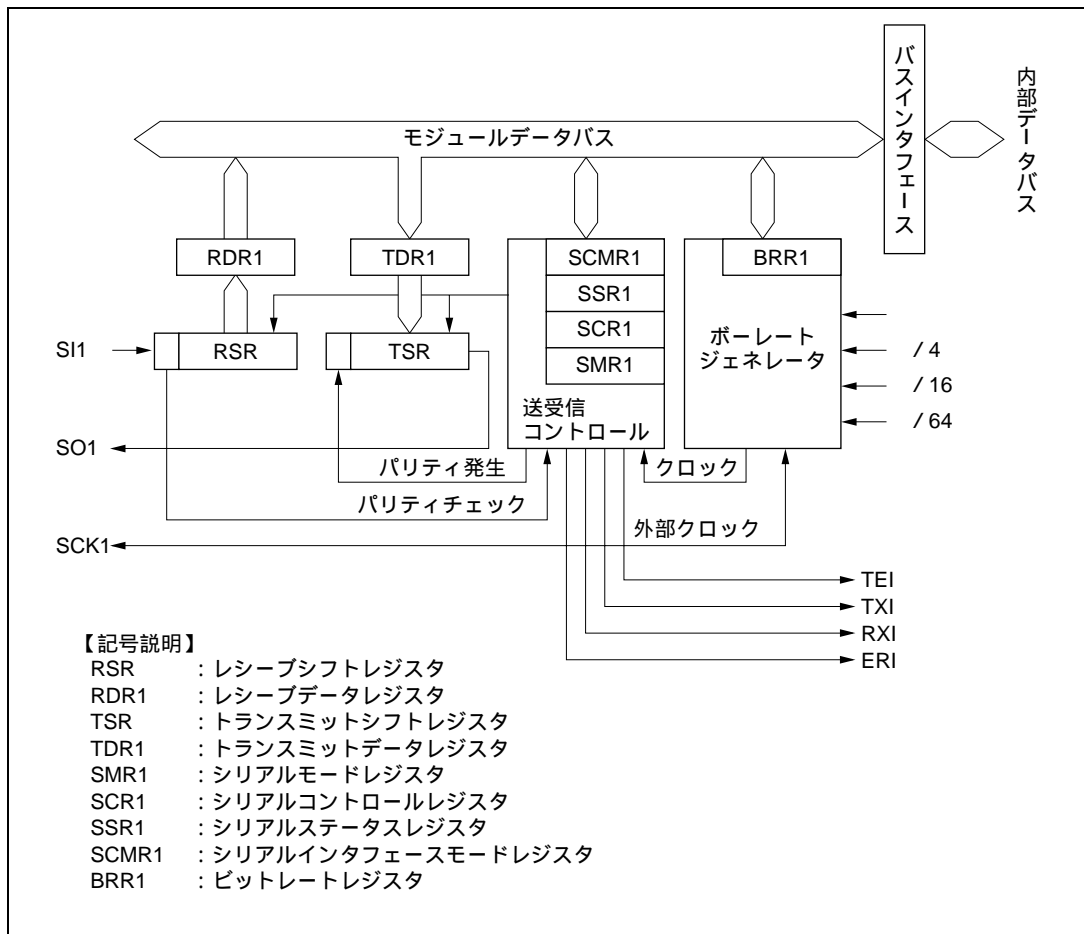 バスインタフェース
内部データバス
モジュールデータバス
RDR1
TDR1
SCMR1
BRR1
SSR1
SCR1
SMR1
ボーレート
ジェネレータ
SI1
RSR
TSR
/ 4
/ 16
/ 64
送受信
コントロール
SO1
パリティ発生
クロック
パリティチェック
外部クロック
SCK1
TEI
TXI
RXI
ERI
【記号説明】
RSR :レシーブシフトレジスタ
RDR1 :レシーブデータレジスタ
TSR :トランスミットシフトレジスタ
TDR1 :トランスミットデータレジスタ
SMR1 :シリアルモードレジスタ
SCR1 :シリアルコントロールレジスタ
SSR1 :シリアルステータスレジスタ
SCMR1 :シリアルインタフェースモードレジスタ
BRR1 :ビットレートレジスタ